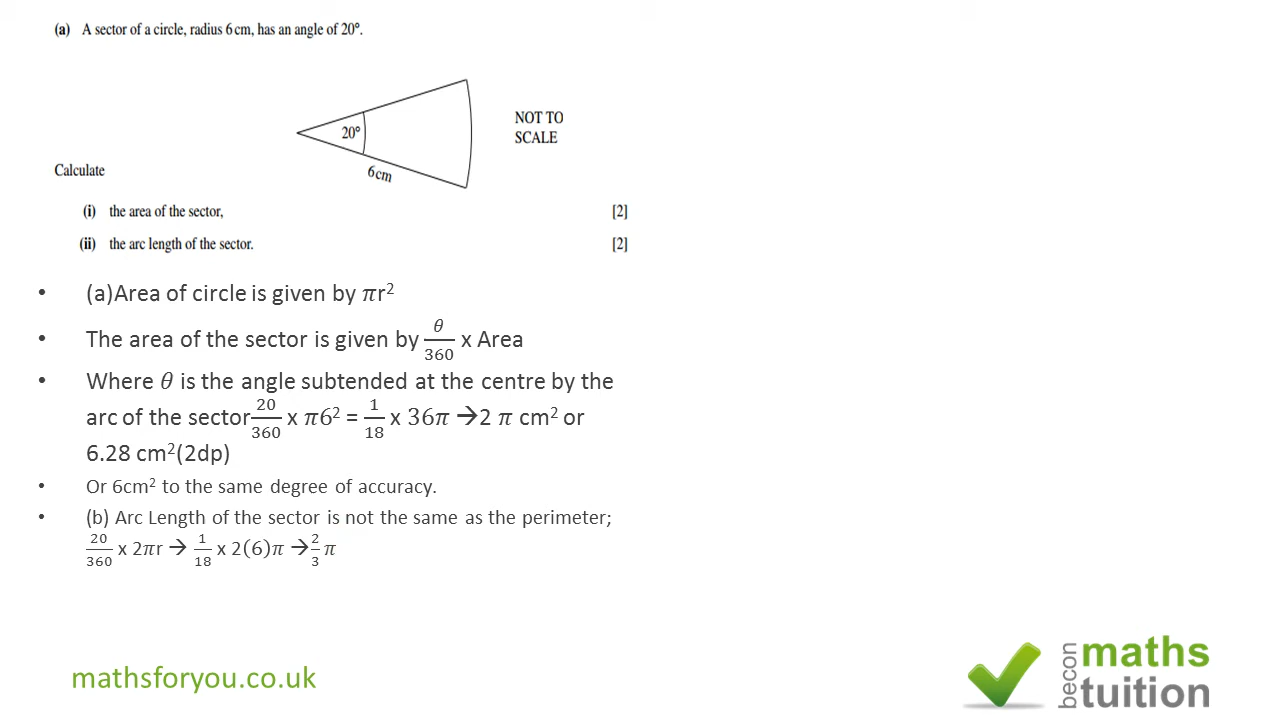 (a) A sector of a circle, radius 6 cm, has an angle of 20°.
20°
6 cm
NOT TO
SCALE
Calculate
(i) the area of the sector, [2]
(ii) the arc length of the sector. [2]
• (a)Area of circle is given by 𝜋r²
• The area of the sector is given by 𝜃/360 x Area
• Where 𝜃 is the angle subtended at the centre by the
arc of the sector 20/360 x 𝜋6² = 1/18 x 36𝜋 →2 𝜋 cm² or
6.28 cm²(2dp)
• Or 6cm² to the same degree of accuracy.
• (b) Arc Length of the sector is not the same as the perimeter;
20/360 x 2𝜋r → 1/18 x 2(6)𝜋 → 2/3 𝜋
mathsforyou.co.uk
becon
maths
tuition